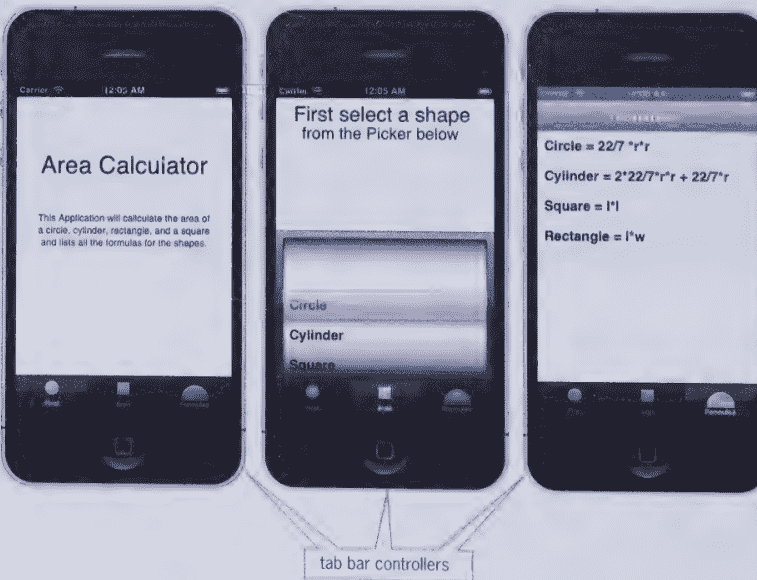 Carrier
12:05 AM
Area Calculator
This Application will callculate the area of
a circle, cylinder, rectangle, and a square
and lists all the formulas for the shapes.
Carrier
12:05 AM
First select a shape
from the Picker below
Circle
Cylinder
Square
Circle = 22/7 *r*r
Cylinder = 2*22/7*r*r + 22/7*r
Square = l*l
Rectangle = l*w
Formulas
tab bar controllers